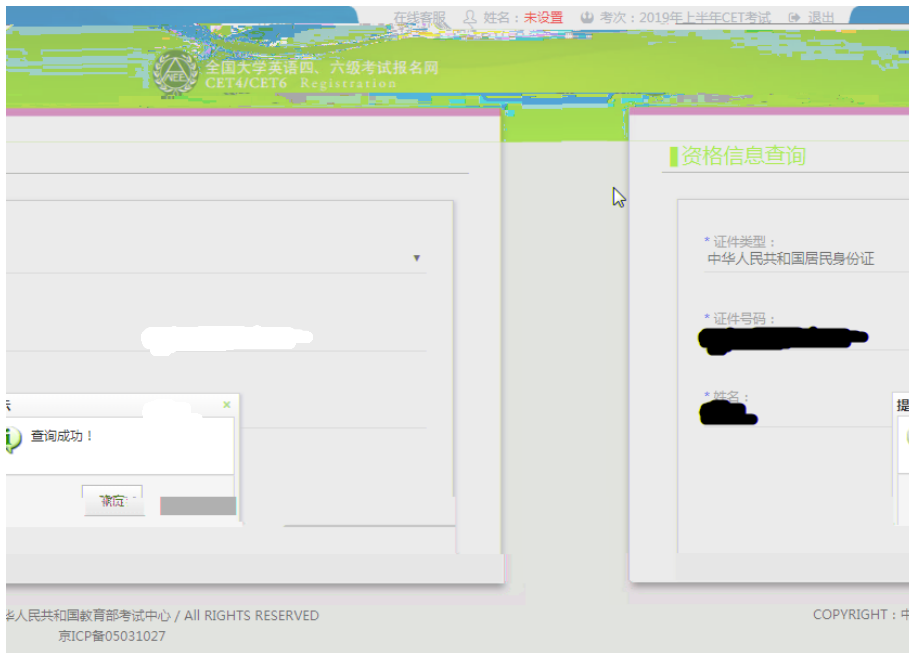 在线客服 姓名：未设置 考次：2019年上半年CET考试 退出
全国大学英语四、六级考试报名网
CET4/CET6 Registration
资格信息查询
* 证件类型：
中华人民共和国居民身份证
* 证件号码：
* 姓名：
提
查询成功！
确定
华人民共和国教育部考试中心 / All RIGHTS RESERVED
COPYRIGHT：中
京ICP备05031027